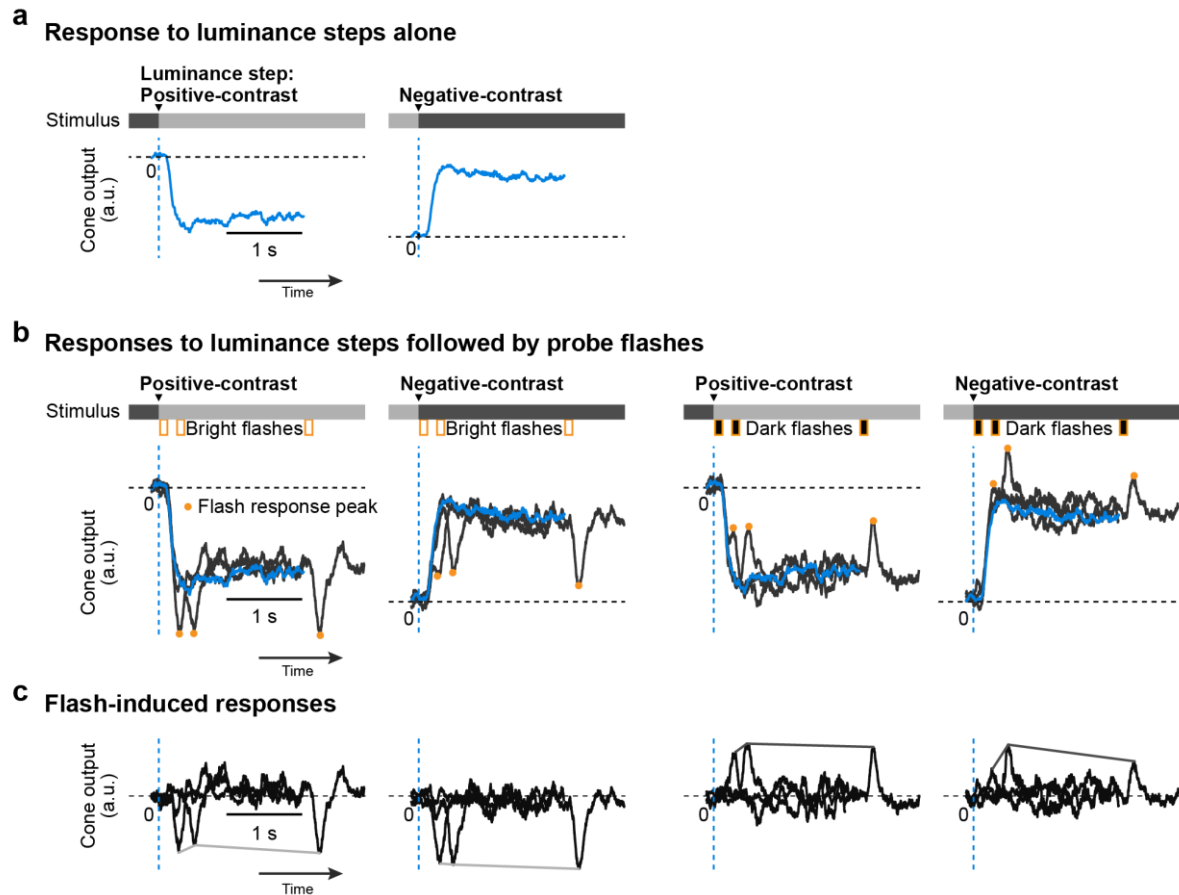 a Response to luminance steps alone
Luminance step:
Positive-contrast
Negative-contrast
Stimulus
Cone output
(a.u.)
0
1 s
Time
0
b Responses to luminance steps followed by probe flashes
Positive-contrast
Negative-contrast
Positive-contrast
Negative-contrast
Stimulus
Bright flashes
Bright flashes
Dark flashes
Dark flashes
Cone output
(a.u.)
0
Flash response peak
1 s
Time
0
0
0
c Flash-induced responses
Cone output
(a.u.)
0
1 s
Time
0
0
0